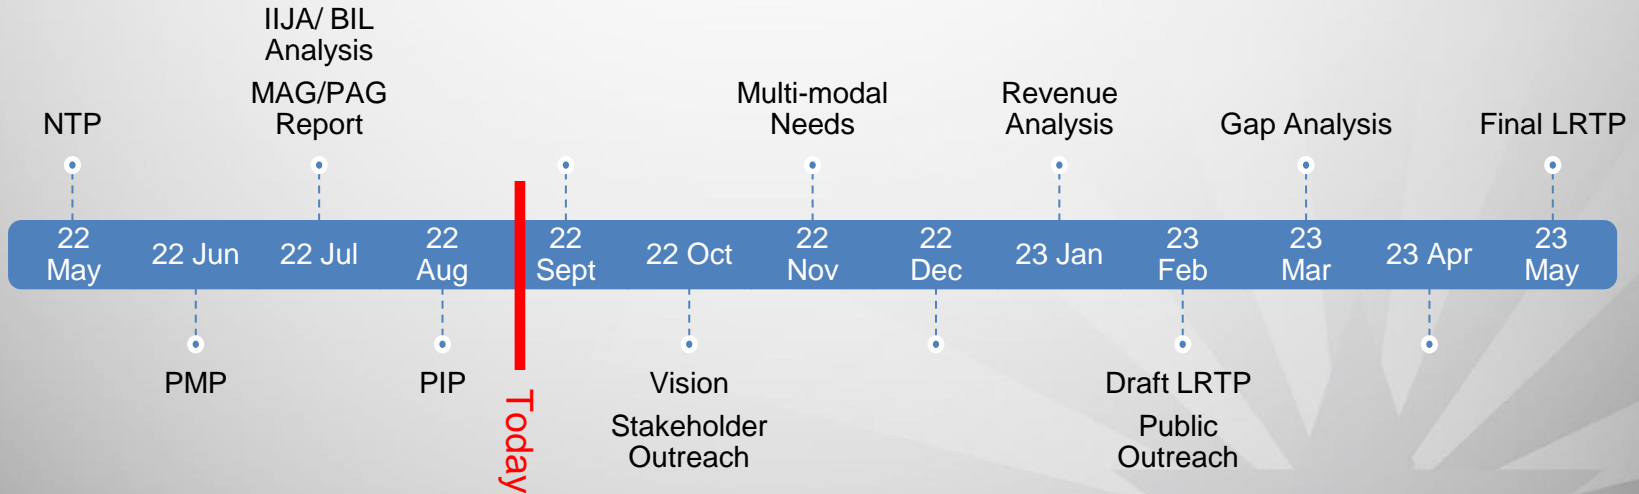 IIJA/ BIL
Analysis
MAG/PAG
Report
NTP
Multi-modal
Needs
Revenue
Analysis
Gap Analysis
Final LRTP
22
May
22 Jun
22 Jul
22
Aug
22
Sept
22 Oct
22
Nov
22
Dec
23 Jan
23
Feb
23
Mar
23 Apr
23
May
PMP
PIP
Today
Vision
Stakeholder
Outreach
Draft LRTP
Public
Outreach